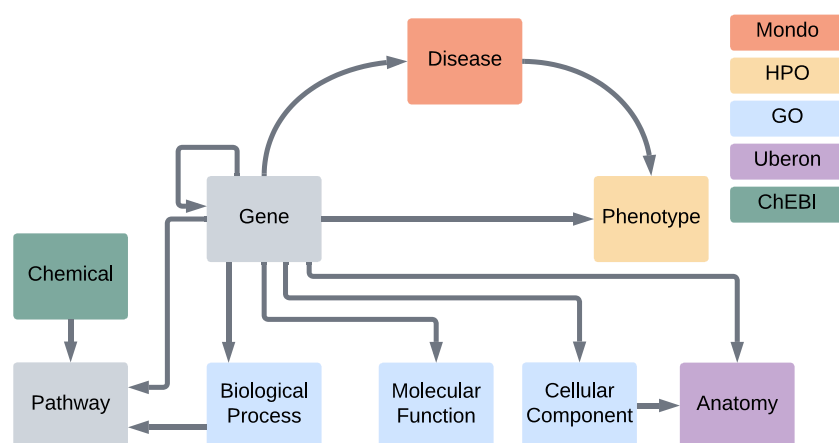 Mondo
Disease
HPO
GO
Uberon
ChEBI
Gene
Phenotype
Chemical
Pathway
Biological
Process
Molecular
Function
Cellular
Component
Anatomy